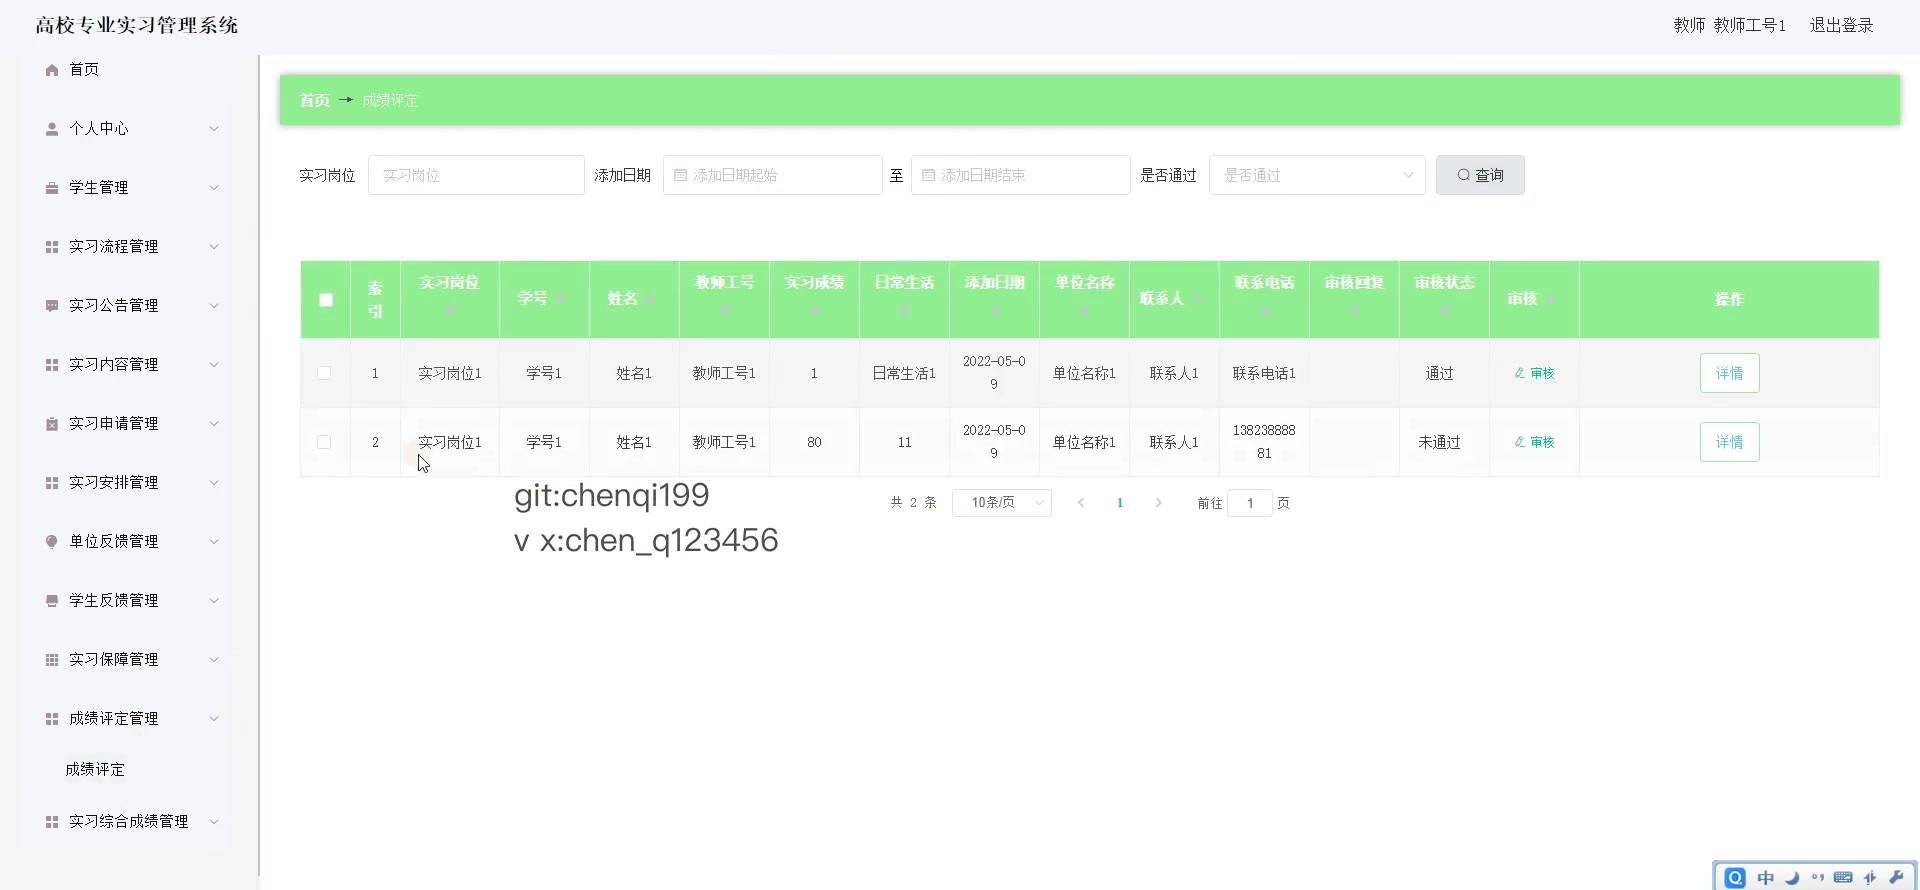 高校专业实习管理系统
教师 教师工号1 退出登录
首页
个人中心
学生管理
实习流程管理
实习公告管理
实习内容管理
实习申请管理
实习安排管理
单位反馈管理
学生反馈管理
实习保障管理
成绩评定管理
成绩评定
实习综合成绩管理
首页 → 成绩评定
实习岗位 实习岗位 添加日期 添加日期起始 至 添加日期结束 是否通过 是否通过 查询
索引 实习岗位 学号 姓名 教师工号 实习成绩 日常生活 添加日期 单位名称 联系人 联系电话 审核回复 审核状态 审核 操作
1 实习岗位1 学号1 姓名1 教师工号1 1 日常生活1 2022-05-09 单位名称1 联系人1 联系电话1 通过 审核 详情
2 实习岗位1 学号1 姓名1 教师工号1 80 11 2022-05-09 单位名称1 联系人1 13823888881 未通过 审核 详情
共 2 条 10条/页 1 前往 1 页
git:chenqi199
v x:chen_q123456
中